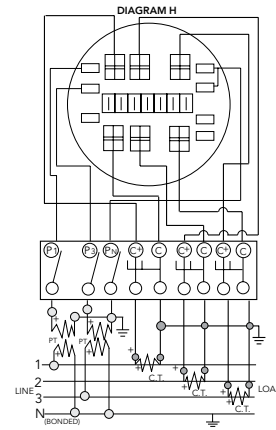 DIAGRAM H
P1 P3 PN C+ C C+ C C+ C
+ + + +
PT PT
+ + + +
1
C.T.
2
LINE C.T. LOA
3
C.T.
N
(BONDED)